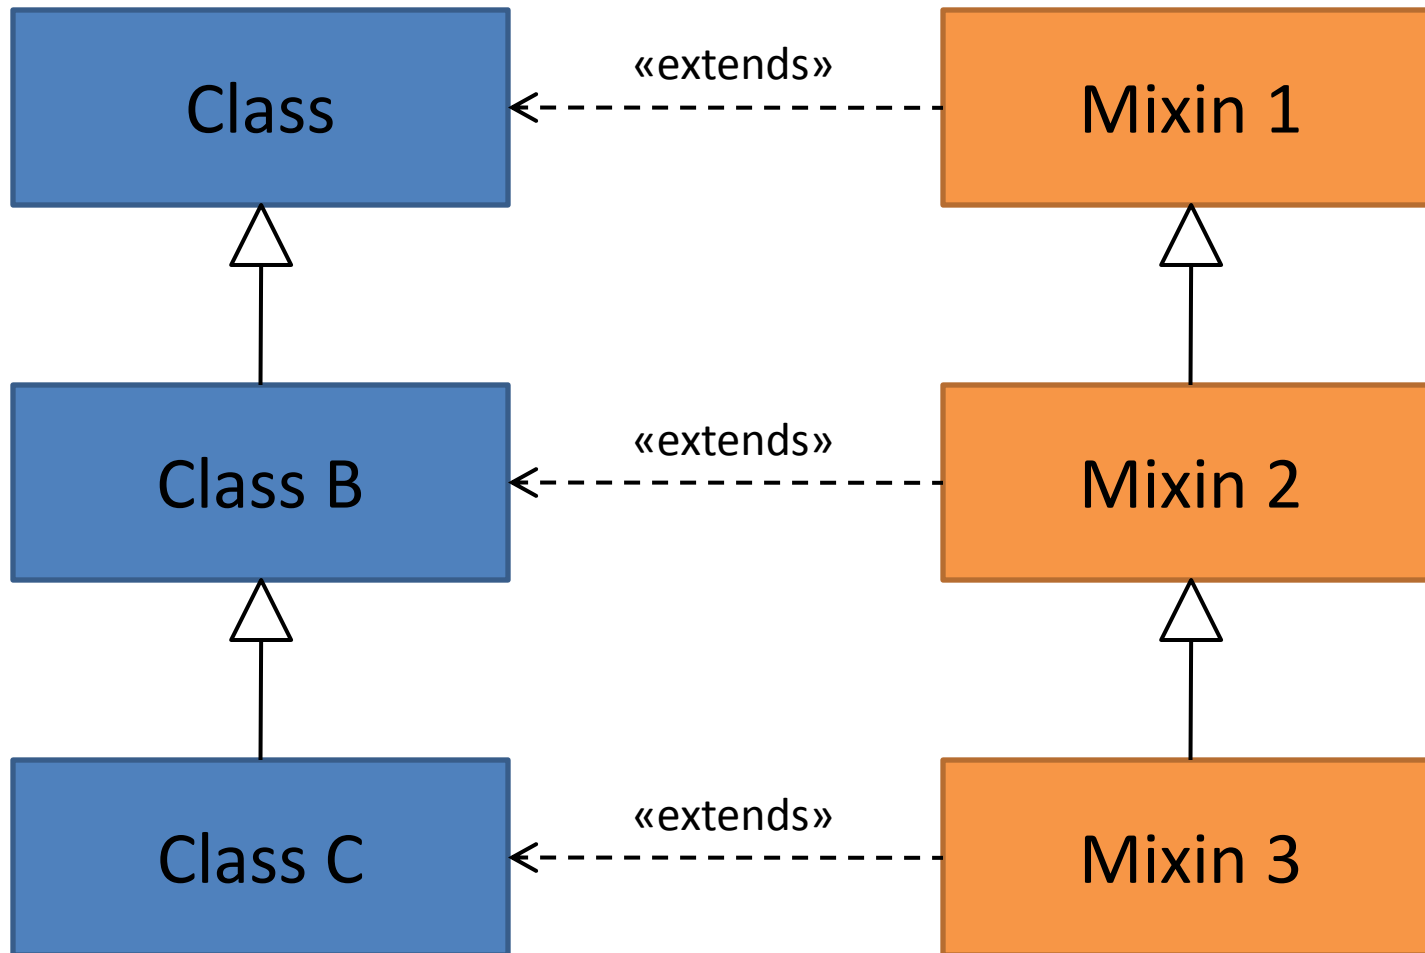 Class
«extends»
Mixin 1
Class B
«extends»
Mixin 2
Class C
«extends»
Mixin 3